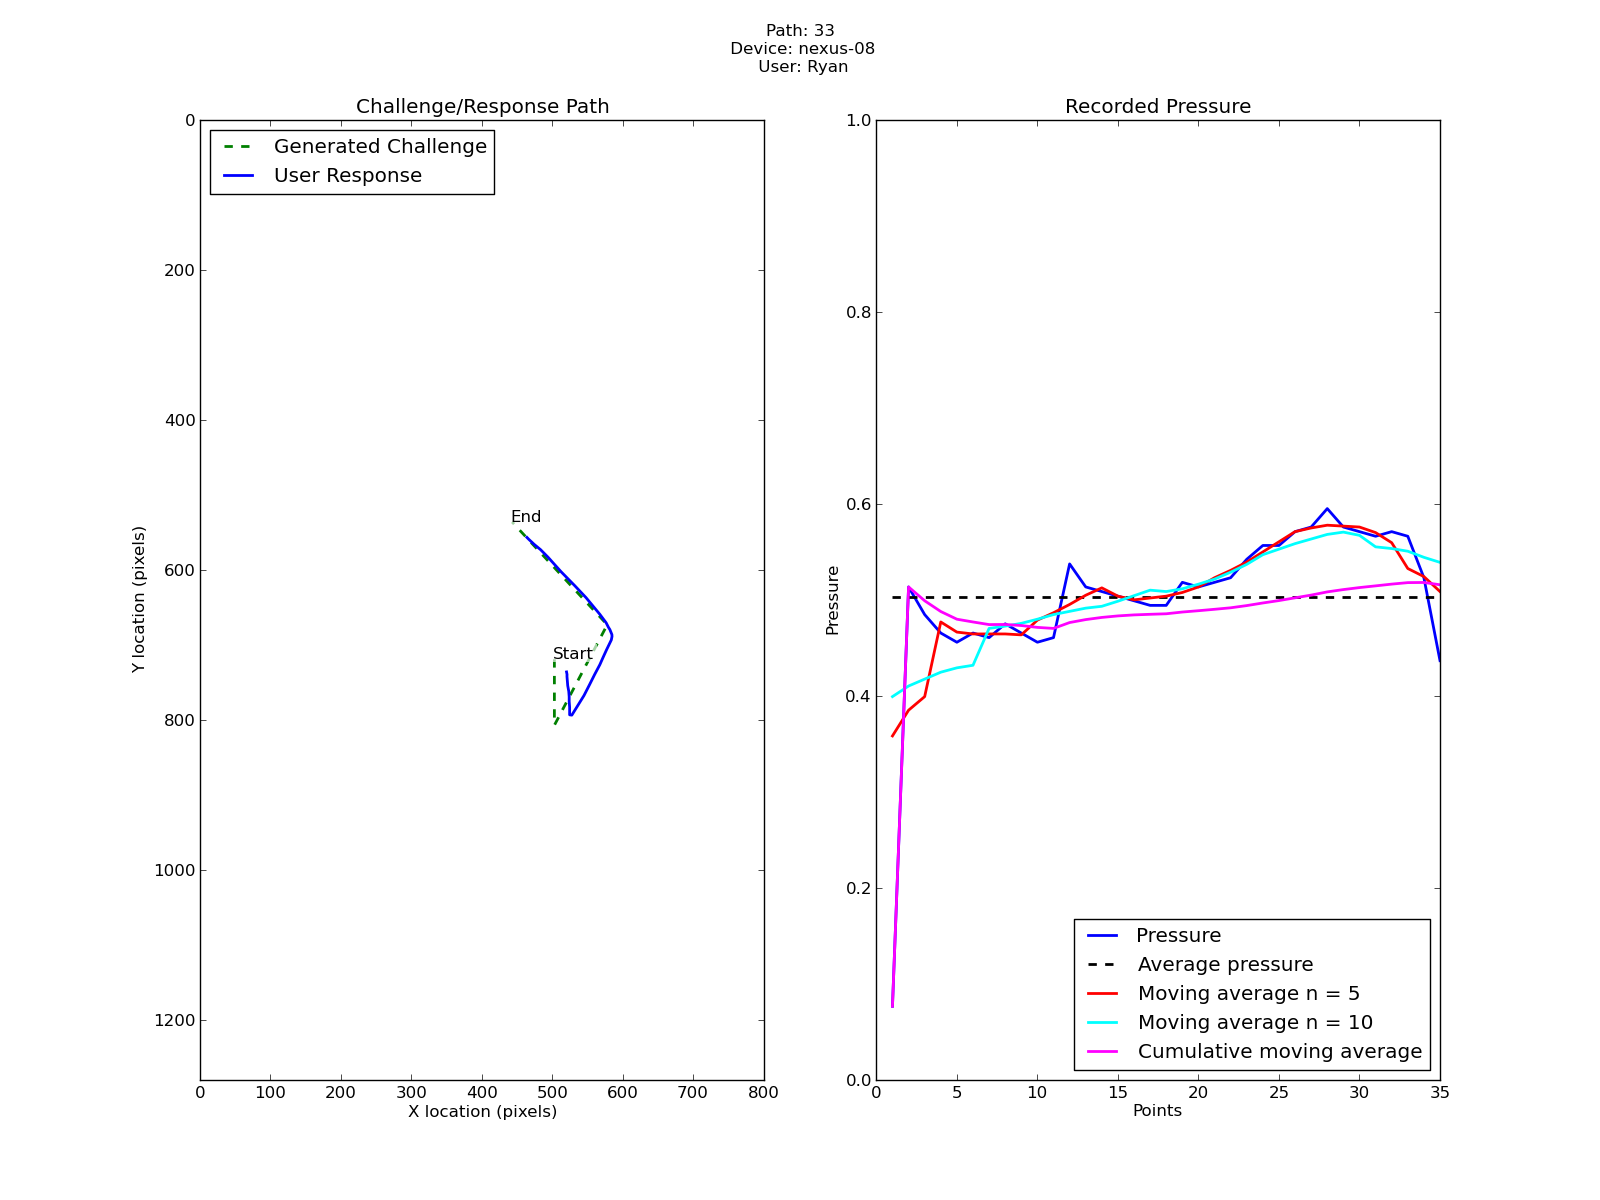 Path: 33
Device: nexus-08
User: Ryan
Challenge/Response Path
Generated Challenge
User Response
0
200
400
600
800
1000
1200
Y location (pixels)
End
Start
0 100 200 300 400 500 600 700 800
X location (pixels)
Recorded Pressure
1.0
0.8
0.6
0.4
0.2
0.0
Pressure
Pressure
Average pressure
Moving average n = 5
Moving average n = 10
Cumulative moving average
0 5 10 15 20 25 30 35
Points